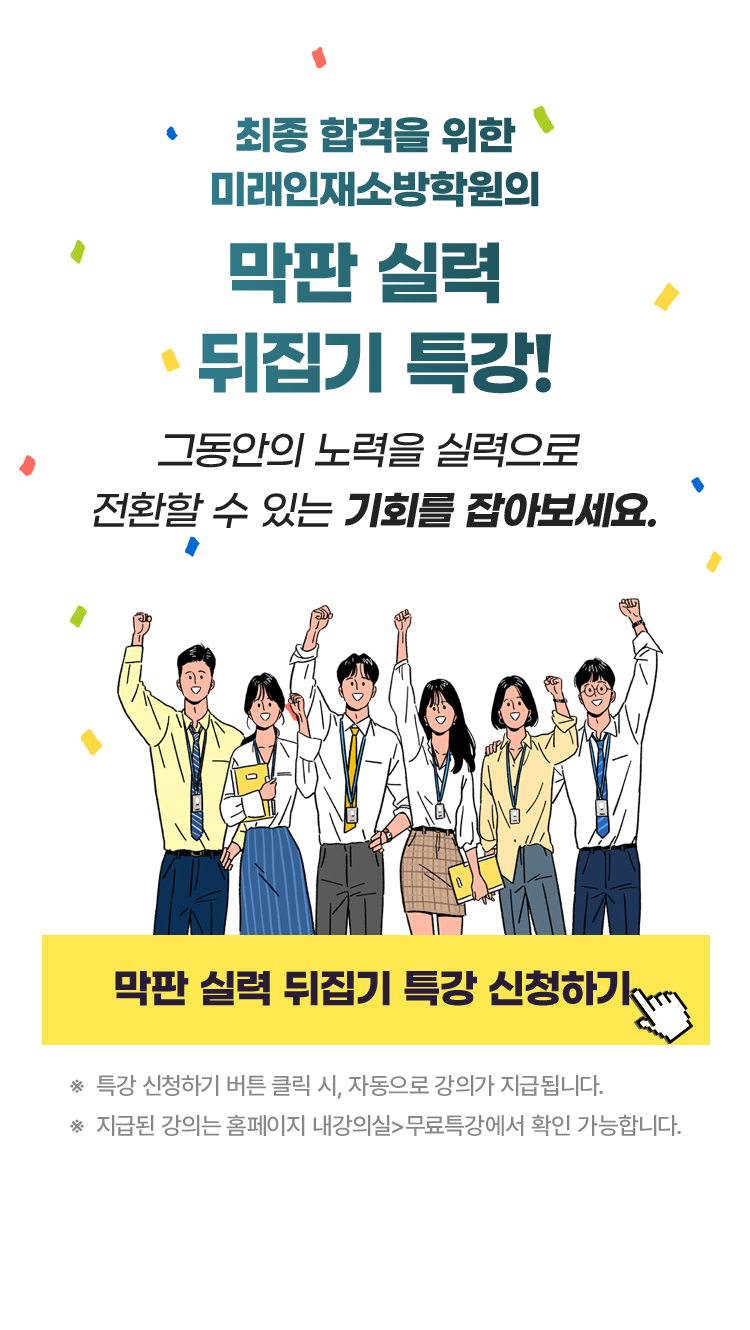 최종 합격을 위한
미래인재소방학원의
막판 실력
뒤집기 특강!
그동안의 노력을 실력으로
전환할 수 있는 기회를 잡아보세요.
막판 실력 뒤집기 특강 신청하기
※ 특강 신청하기 버튼 클릭 시, 자동으로 강의가 지급됩니다.
※ 지급된 강의는 홈페이지 내강의실>무료특강에서 확인 가능합니다.